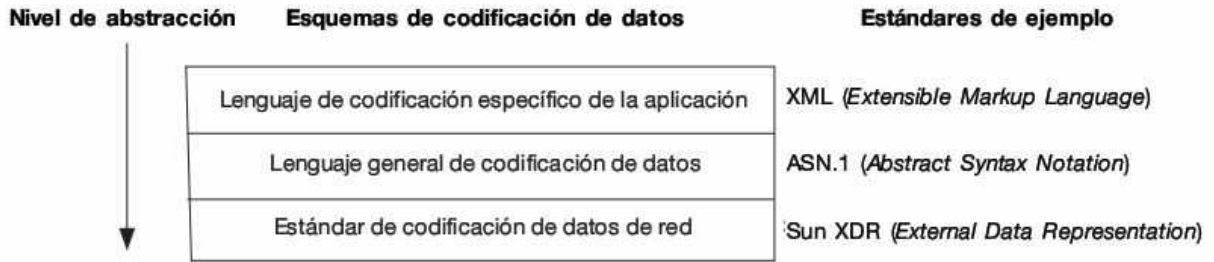 Nivel de abstracción Esquemas de codificación de datos Estándares de ejemplo
Lenguaje de codificación específico de la aplicación XML (Extensible Markup Language)
Lenguaje general de codificación de datos ASN.1 (Abstract Syntax Notation)
Estándar de codificación de datos de red Sun XDR (External Data Representation)